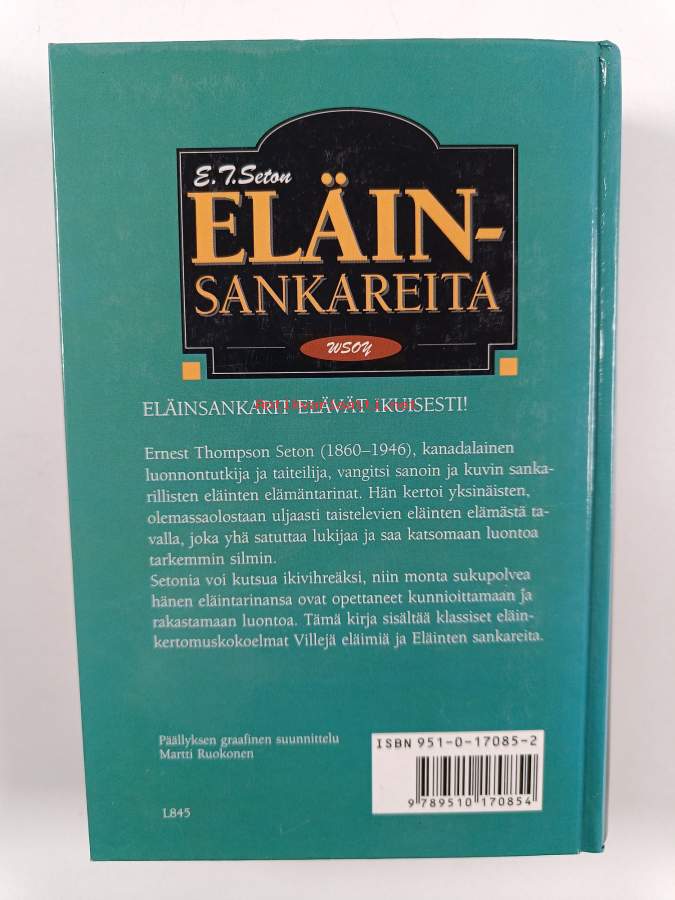 E.T.Seton
ELÄIN-
SANKAREITA
WSOY
ELÄINSANKARIT ELÄVÄT IKUISESTI!
Ernest Thompson Seton (1860–1946), kanadalainen
luonnontutkija ja taiteilija, vangitsi sanoin ja kuvin sanka-
rillisten eläinten elämäntarinat. Hän kertoi yksinäisten,
olemassaolostaan uljaasti taistelevien eläinten elämästä ta-
valla, joka yhä satuttaa lukijaa ja saa katsomaan luontoa
tarkemmin silmin.
Setonia voi kutsua ikivihreäksi, niin monta sukupolvea
hänen eläintarinansa ovat opettaneet kunnioittamaan ja
rakastamaan luontoa. Tämä kirja sisältää klassiset eläin-
kertomuskokoelmat Villejä eläimiä ja Eläinten sankareita.
Päällyksen graafinen suunnittelu
Martti Ruokonen
ISBN 951-0-17085-2
9 789510 170854
L845